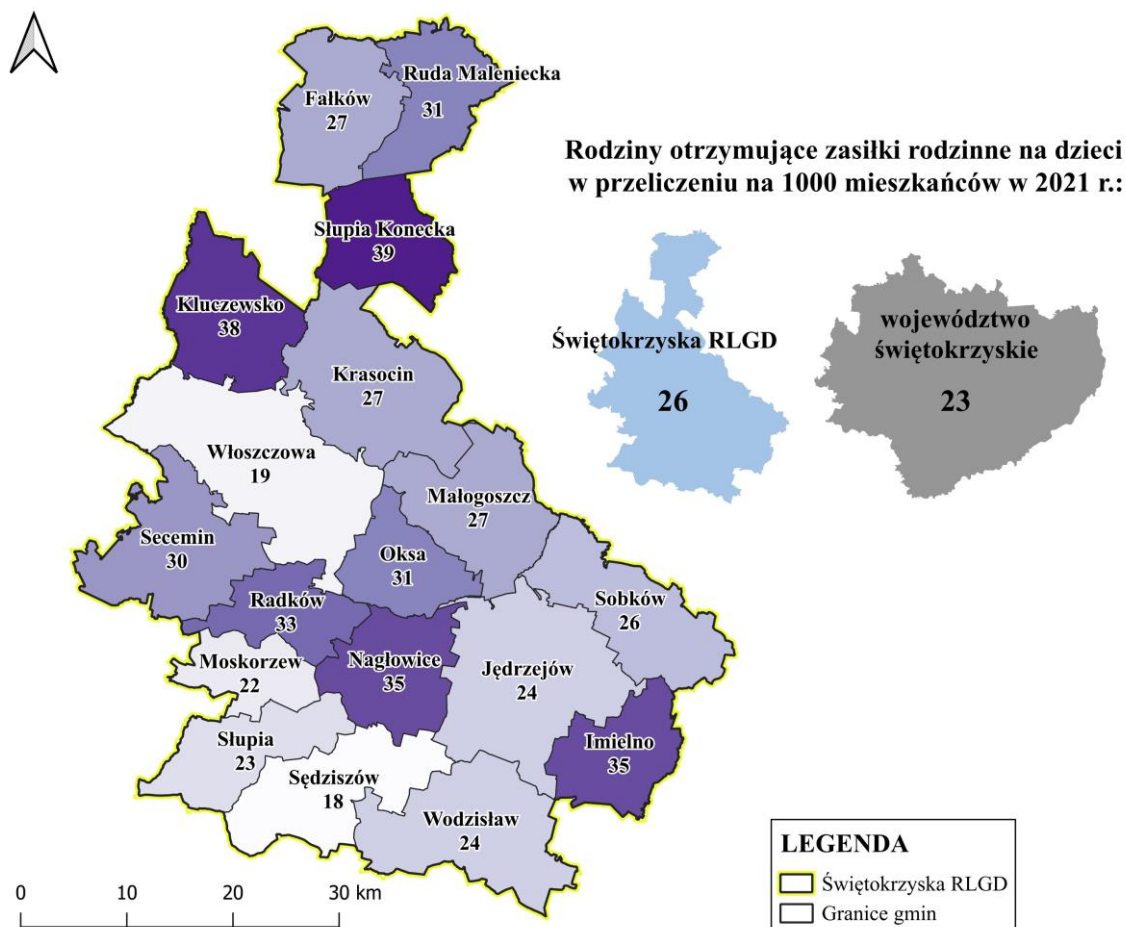 Ruda Maleniecka
31
Fałków
27
Rodziny otrzymujące zasiłki rodzinne na dzieci
w przeliczeniu na 1000 mieszkańców w 2021 r.:
Słupia Konecka
39
Kluczewsko
38
Świętokrzyska RLGD
26
województwo
świętokrzyskie
23
Krasocin
27
Włoszczowa
19
Małogoszcz
27
Secemin
30
Oksa
31
Radków
33
Sobków
26
Moskorzew
22
Nagłowice
35
Jędrzejów
24
Słupia
23
Imielno
35
Sędziszów
18
Wodzisław
24
LEGENDA
Świętokrzyska RLGD
Granice gmin
0 10 20 30 km